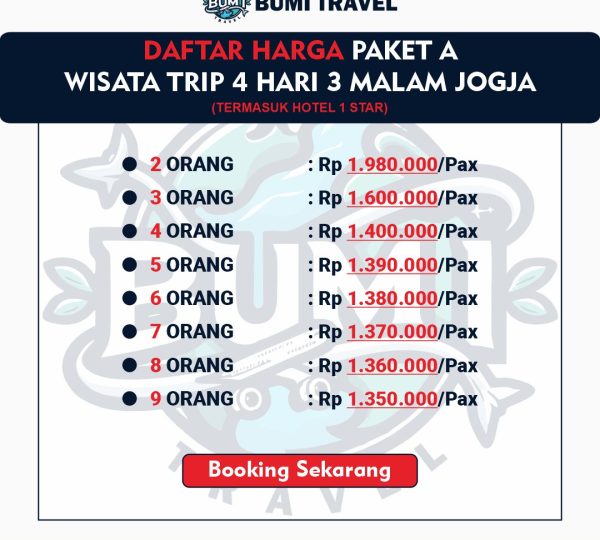 BUMI TRAVEL
DAFTAR HARGA PAKET A
WISATA TRIP 4 HARI 3 MALAM JOGJA
(TERMASUK HOTEL 1 STAR)
2 ORANG : Rp 1.980.000/Pax
3 ORANG : Rp 1.600.000/Pax
4 ORANG : Rp 1.400.000/Pax
5 ORANG : Rp 1.390.000/Pax
6 ORANG : Rp 1.380.000/Pax
7 ORANG : Rp 1.370.000/Pax
8 ORANG : Rp 1.360.000/Pax
9 ORANG : Rp 1.350.000/Pax
BUMI
TRAVEL
Booking Sekarang